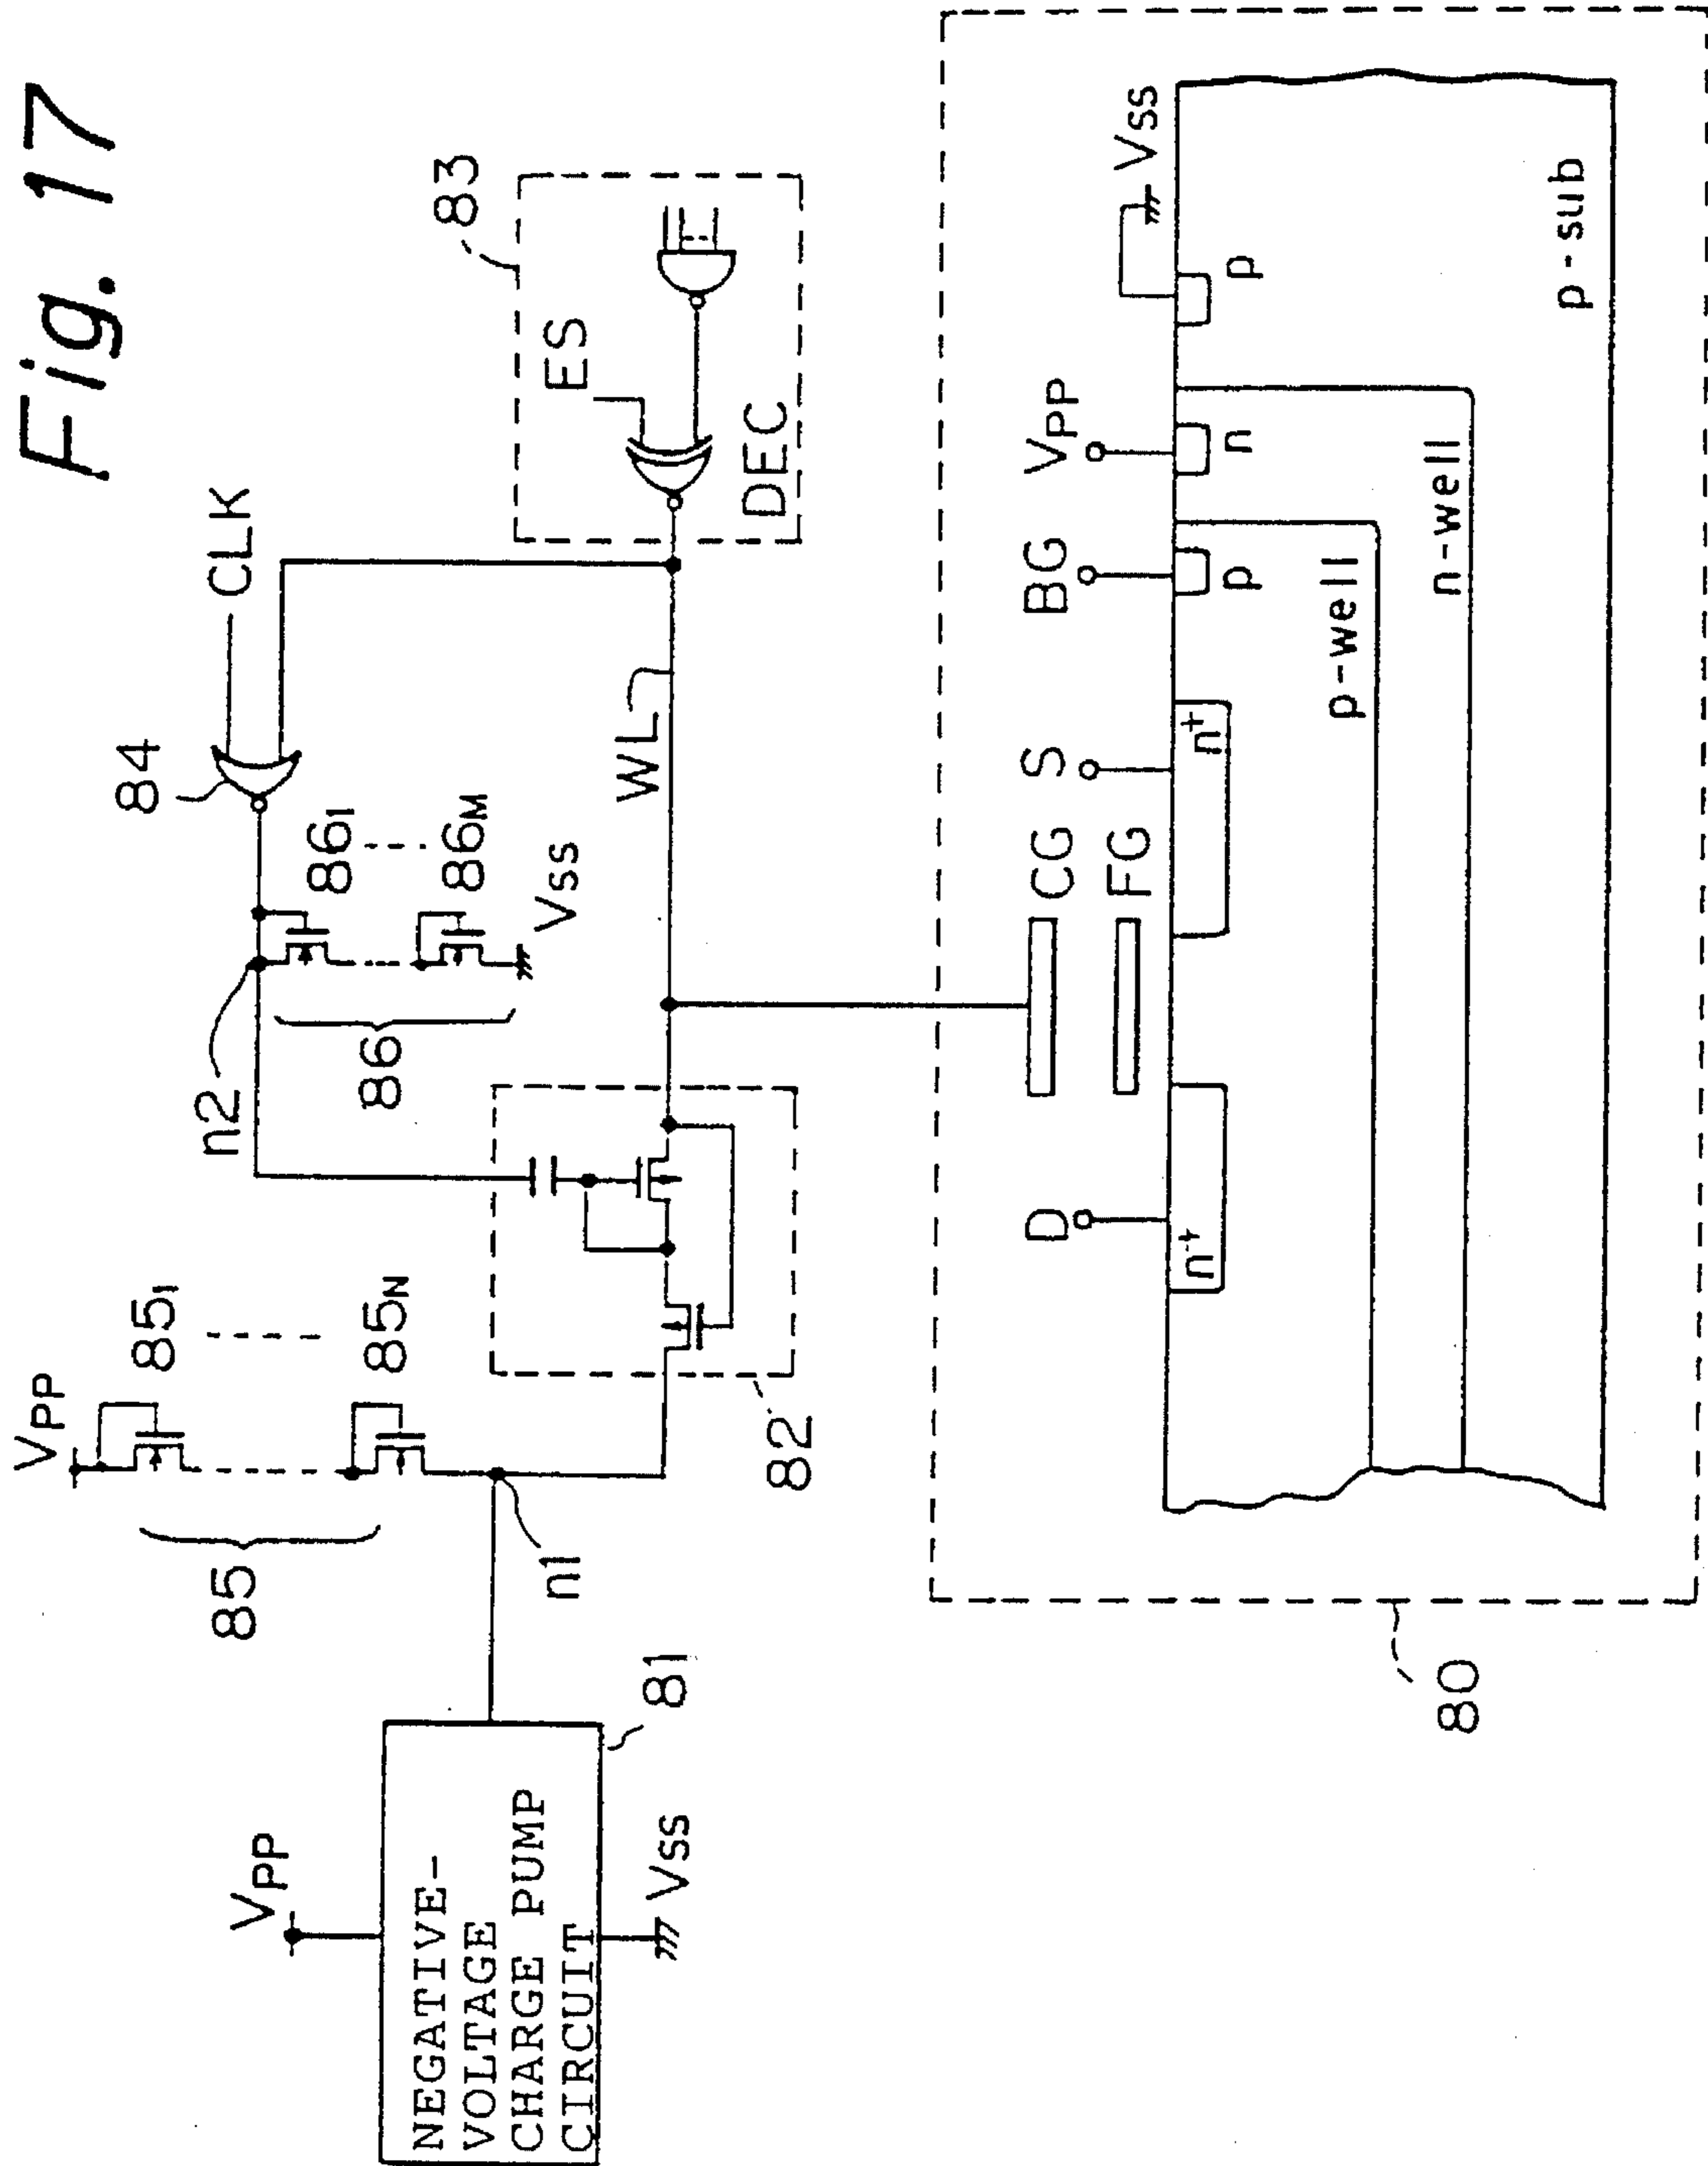 Fig. 17
VPP
85₁
85N
85
n1
VPP
NEGATIVE-
VOLTAGE
CHARGE PUMP
CIRCUIT
81
VSS
CLK
84
n2
86₁
86M
86
VSS
82
WL
83
ES
DEC
80
D
CG
FG
S
BG
VPP
VSS
n+
n+
p
n
p
p-well
n-well
p-sub